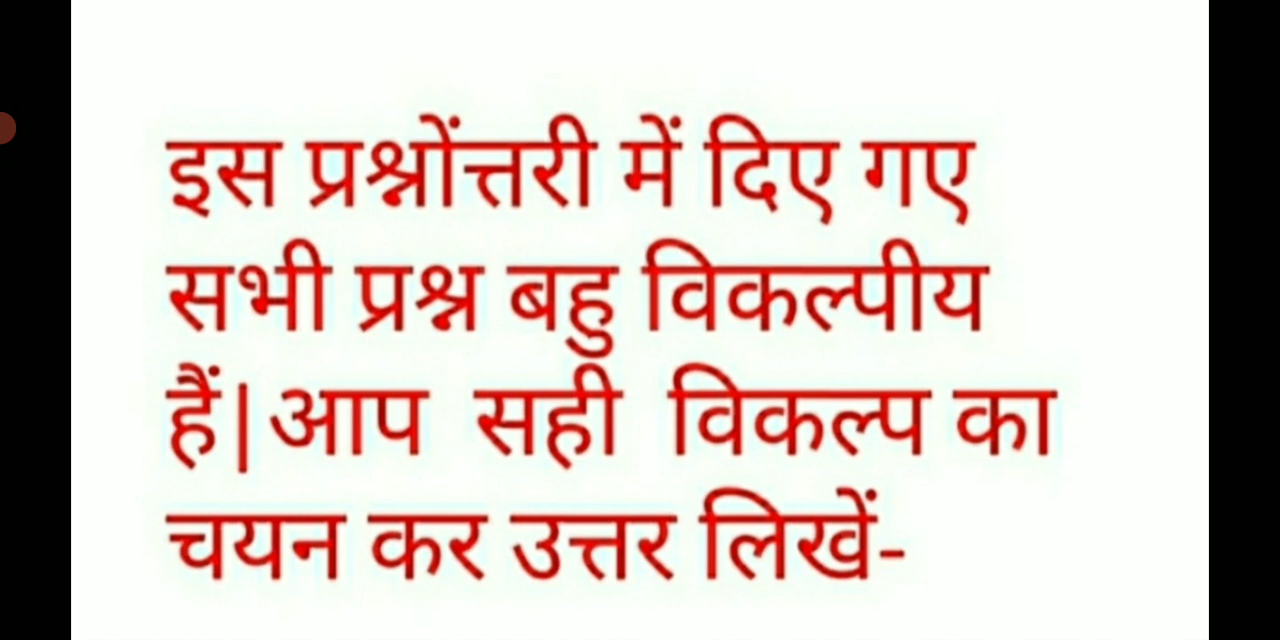 इस प्रश्नोंत्तरी में दिए गए
सभी प्रश्न बहु विकल्पीय
हैं|आप सही विकल्प का
चयन कर उत्तर लिखें-